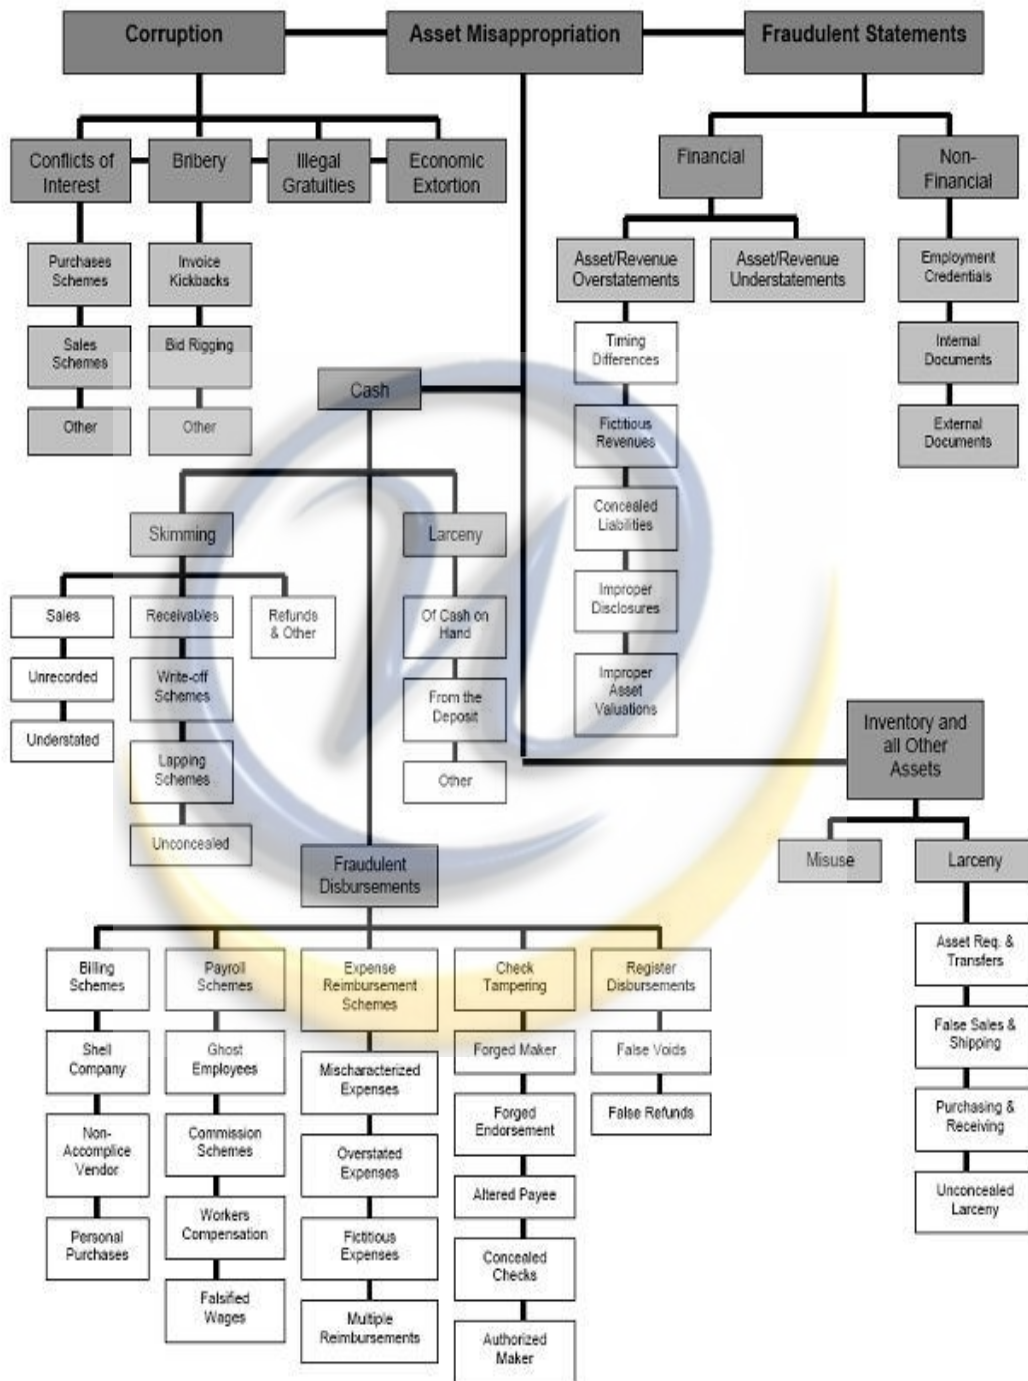 Corruption
Asset Misappropriation
Fraudulent Statements
Conflicts of
Interest
Bribery
Illegal
Gratuities
Economic
Extortion
Financial
Non-
Financial
Purchases
Schemes
Invoice
Kickbacks
Asset/Revenue
Overstatements
Asset/Revenue
Understatements
Employment
Credentials
Sales
Schemes
Bid Rigging
Timing
Differences
Internal
Documents
Other
Other
Cash
Fictitious
Revenues
External
Documents
Skimming
Larceny
Concealed
Liabilities
Sales
Receivables
Refunds
& Other
Of Cash on
Hand
Improper
Disclosures
Unrecorded
Write-off
Schemes
From the
Deposit
Improper
Asset
Valuations
Understated
Lapping
Schemes
Other
Inventory and
all Other
Assets
Unconcealed
Fraudulent
Disbursements
Misuse
Larceny
Billing
Schemes
Payroll
Schemes
Expense
Reimbursement
Schemes
Check
Tampering
Register
Disbursements
Asset Req. &
Transfers
Shell
Company
Ghost
Employees
Mischaracterized
Expenses
Forged Maker
False Voids
False Sales &
Shipping
Non-
Accomplice
Vendor
Commission
Schemes
Overstated
Expenses
Forged
Endorsement
False Refunds
Purchasing &
Receiving
Personal
Purchases
Workers
Compensation
Fictitious
Expenses
Altered Payee
Unconcealed
Larceny
Falsified
Wages
Multiple
Reimbursements
Concealed
Checks
Authorized
Maker